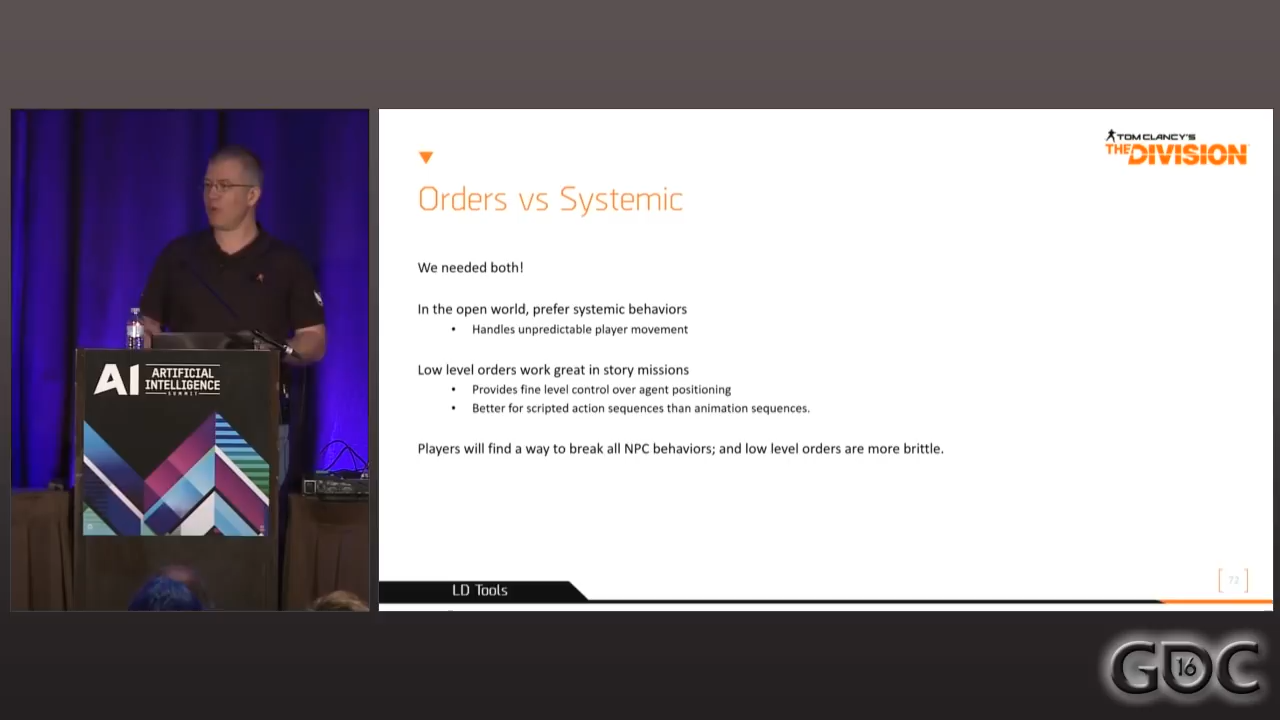 TOM CLANCY'S
THE DIVISION
Orders vs Systemic
We needed both!
In the open world, prefer systemic behaviors
• Handles unpredictable player movement
Low level orders work great in story missions
• Provides fine level control over agent positioning
• Better for scripted action sequences than animation sequences.
Players will find a way to break all NPC behaviors; and low level orders are more brittle.
LD Tools
72
AI ARTIFICIAL
INTELLIGENCE
SUMMIT
GDC 16